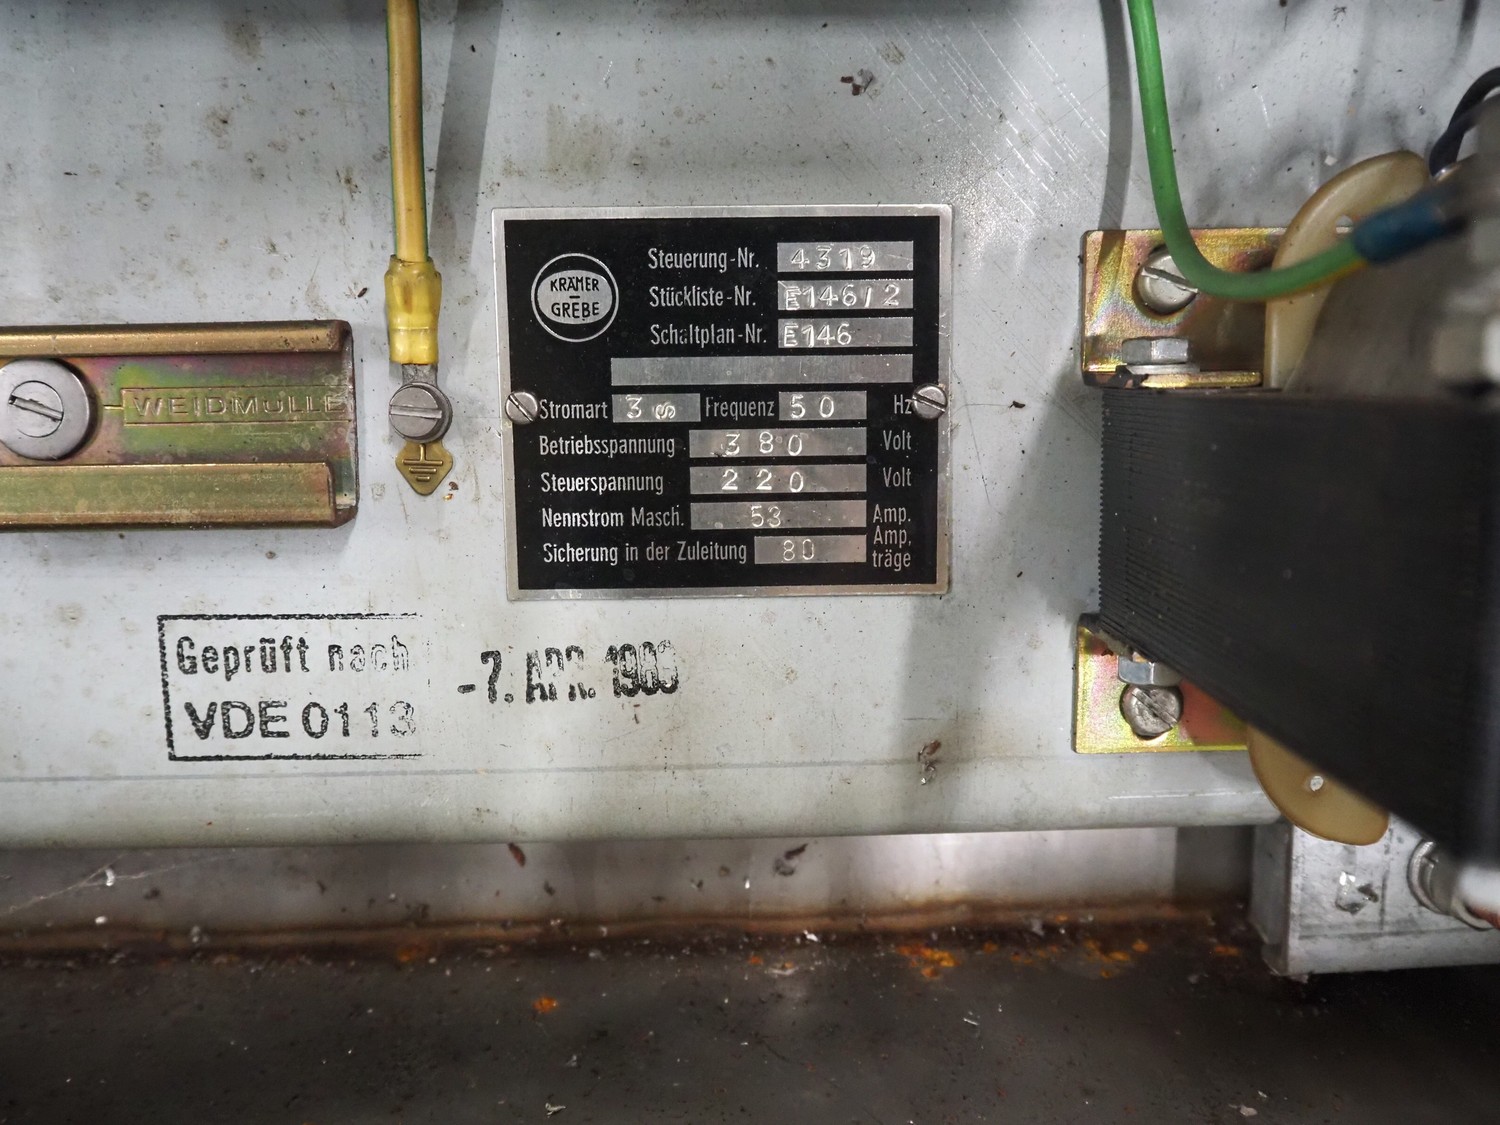 KRÄMER
GREBE
Steuerung-Nr. 4319
Stückliste-Nr. E146/2
Schaltplan-Nr. E146
Stromart 3∞ Frequenz 50 Hz
Betriebsspannung 380 Volt
Steuerspannung 220 Volt
Nennstrom Masch. 53 Amp.
Sicherung in der Zuleitung 80 Amp. träge
WEIDMÜLLE
Geprüft nach
VDE 0113
-7. APR.